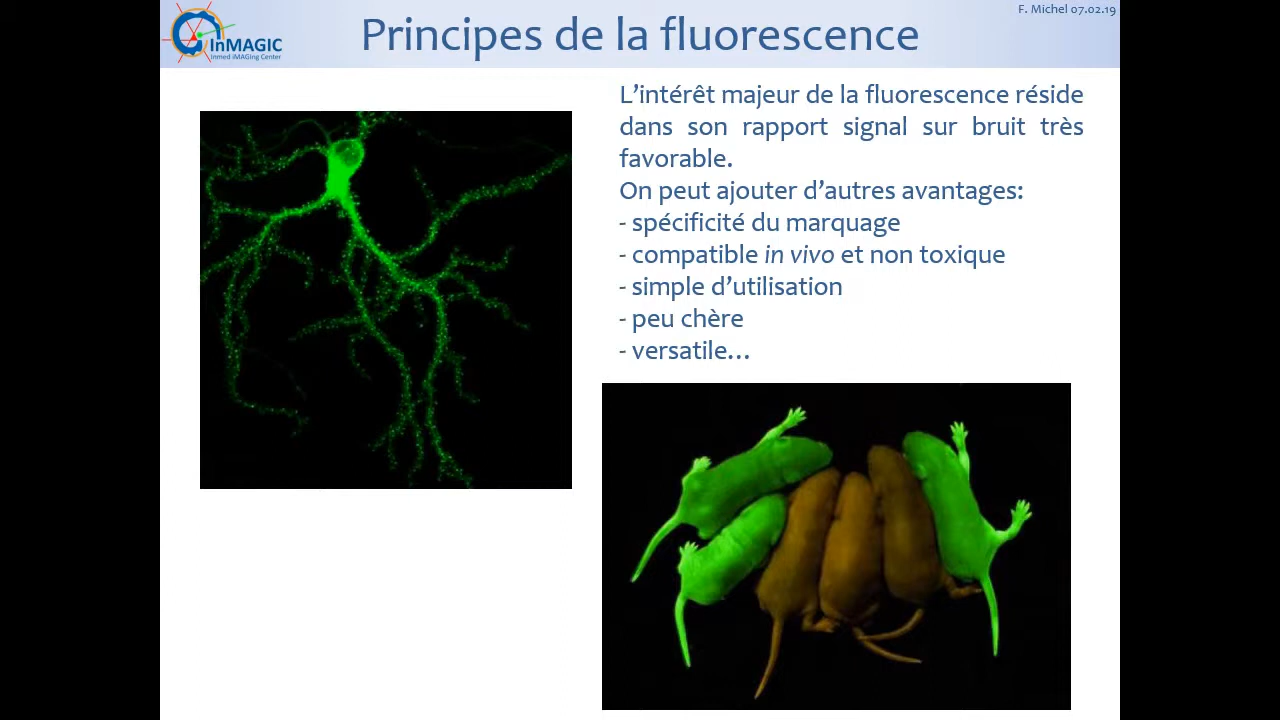 F. Michel 07.02.19
InMAGIC
Inmed iMAGing Center
Principes de la fluorescence
L’intérêt majeur de la fluorescence réside
dans son rapport signal sur bruit très
favorable.
On peut ajouter d’autres avantages:
- spécificité du marquage
- compatible in vivo et non toxique
- simple d’utilisation
- peu chère
- versatile…